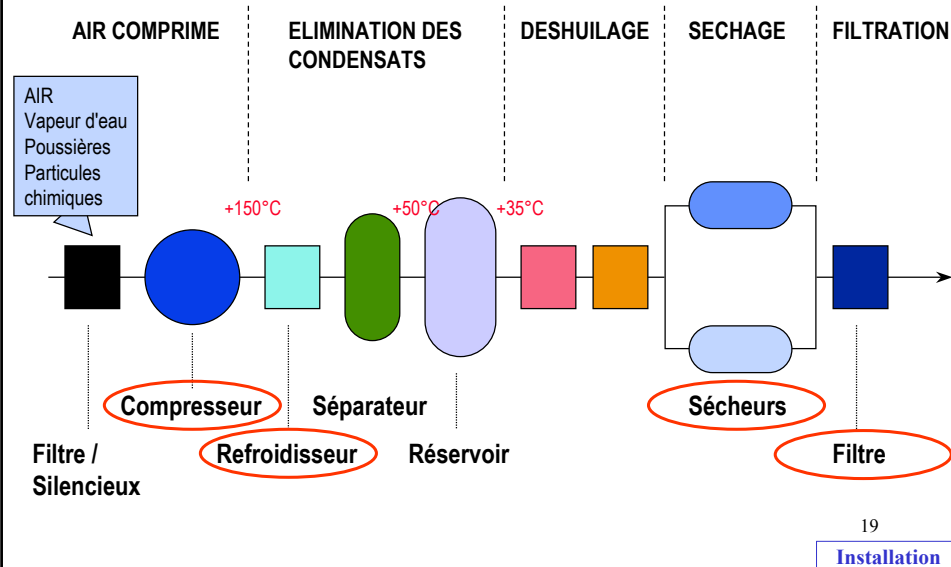 AIR COMPRIME
ELIMINATION DES
CONDENSATS
DESHUILAGE
SECHAGE
FILTRATION
AIR
Vapeur d'eau
Poussières
Particules
chimiques
+150°C
+50°C
+35°C
Compresseur
Séparateur
Sécheurs
Filtre /
Silencieux
Refroidisseur
Réservoir
Filtre
19
Installation